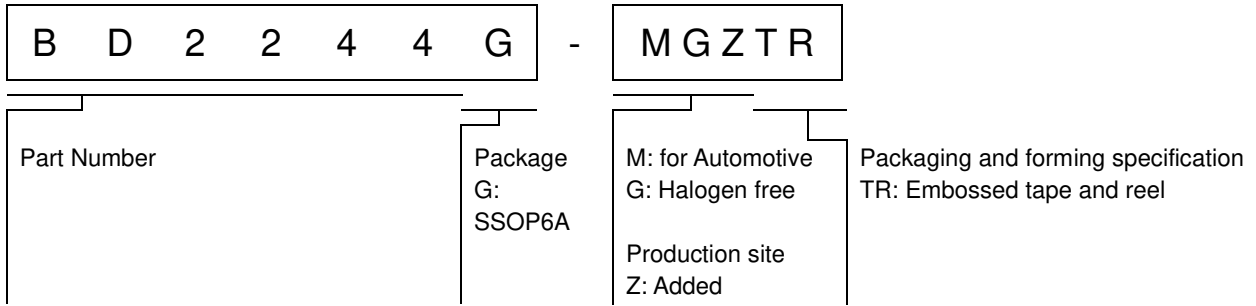 B D 2 2 4 4 G - M G Z T R
Part Number
Package
G:
SSOP6A
M: for Automotive
G: Halogen free
Production site
Z: Added
Packaging and forming specification
TR: Embossed tape and reel